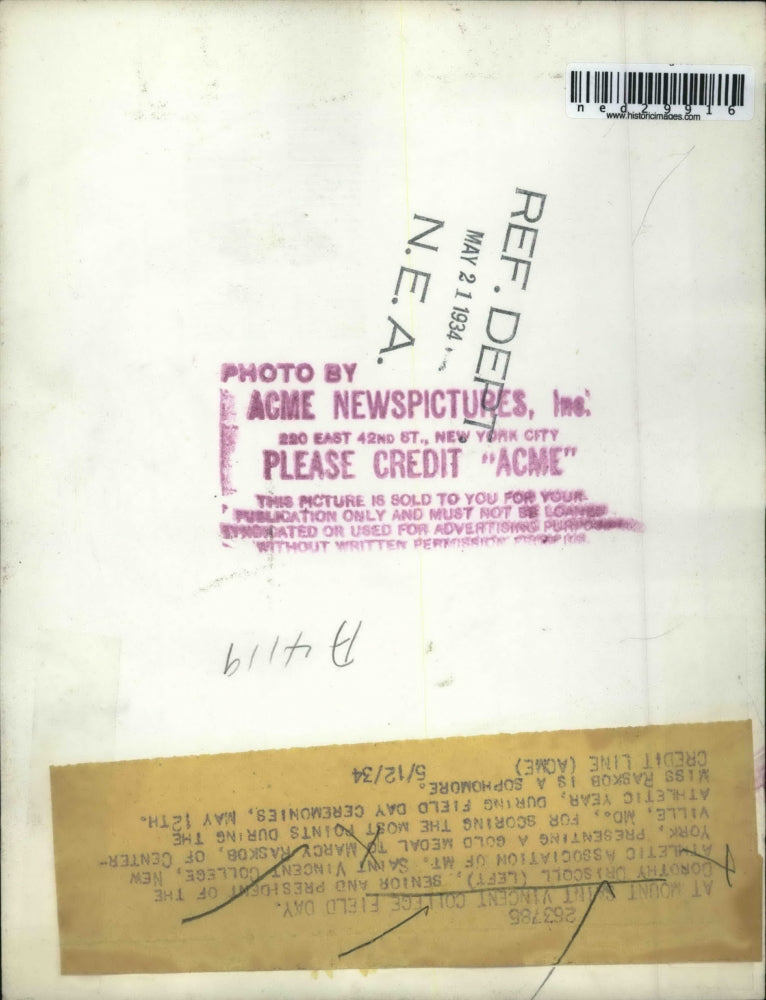 ned29916
www.historicimages.com
REF. DEPT.
MAY 21 1934
N. E. A.
PHOTO BY
ACME NEWSPICTURES, Inc.
220 EAST 42ND ST., NEW YORK CITY
PLEASE CREDIT "ACME"
THIS PICTURE IS SOLD TO YOU FOR YOUR
PUBLICATION ONLY AND MUST NOT BE LOANED
SYNDICATED OR USED FOR ADVERTISING PURPOSES
WITHOUT WRITTEN PERMISSION
A4119
263786
AT MOUNT SAINT VINCENT COLLEGE FIELD DAY.
DOROTHY DRISCOLL (LEFT), SENIOR AND PRESIDENT OF THE
ATHLETIC ASSOCIATION OF MT. SAINT VINCENT COLLEGE, NEW
YORK, PRESENTING A GOLD MEDAL TO MARCY RASKOB, OF CENTER-
VILLE, MD., FOR SCORING THE MOST POINTS DURING THE
ATHLETIC YEAR, DURING FIELD DAY CEREMONIES, MAY 12TH.
MISS RASKOB IS A SOPHOMORE.
CREDIT LINE (ACME) 5/12/34